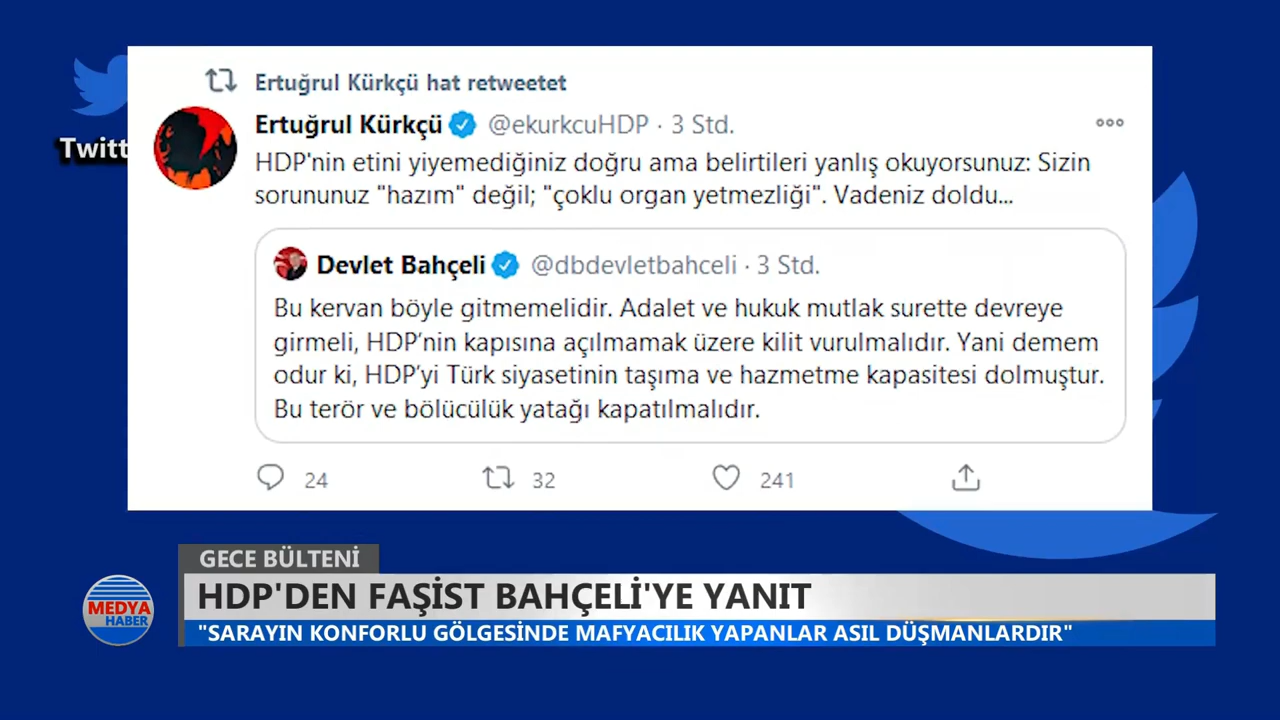 Ertuğrul Kürkçü hat retweetet
Ertuğrul Kürkçü @ekurkcuHDP · 3 Std.
Twitt
HDP'nin etini yiyemediğiniz doğru ama belirtileri yanlış okuyorsunuz: Sizin
sorununuz "hazım" değil; "çoklu organ yetmezliği". Vadeniz doldu...
Devlet Bahçeli @dbdevletbahceli · 3 Std.
Bu kervan böyle gitmemelidir. Adalet ve hukuk mutlak surette devreye
girmeli, HDP’nin kapısına açılmamak üzere kilit vurulmalıdır. Yani demem
odur ki, HDP’yi Türk siyasetinin taşıma ve hazmetme kapasitesi dolmuştur.
Bu terör ve bölücülük yatağı kapatılmalıdır.
24 32 241
GECE BÜLTENİ
HDP'DEN FAŞİST BAHÇELİ'YE YANIT
MEDYA
HABER
"SARAYIN KONFORLU GÖLGESİNDE MAFYACILIK YAPANLAR ASIL DÜŞMANLARDIR"